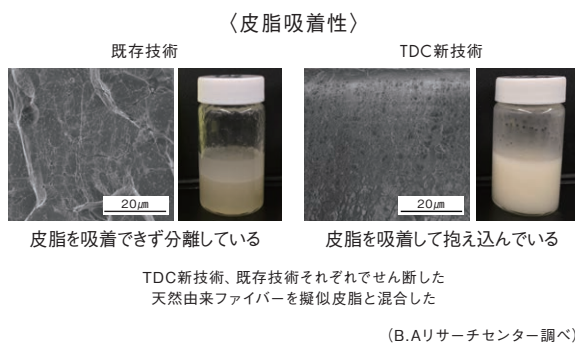 〈皮脂吸着性〉
既存技術
TDC新技術
20㎛
20㎛
皮脂を吸着できず分離している
皮脂を吸着して抱え込んでいる
TDC新技術、既存技術それぞれでせん断した
天然由来ファイバーを擬似皮脂と混合した
(B.Aリサーチセンター調べ)